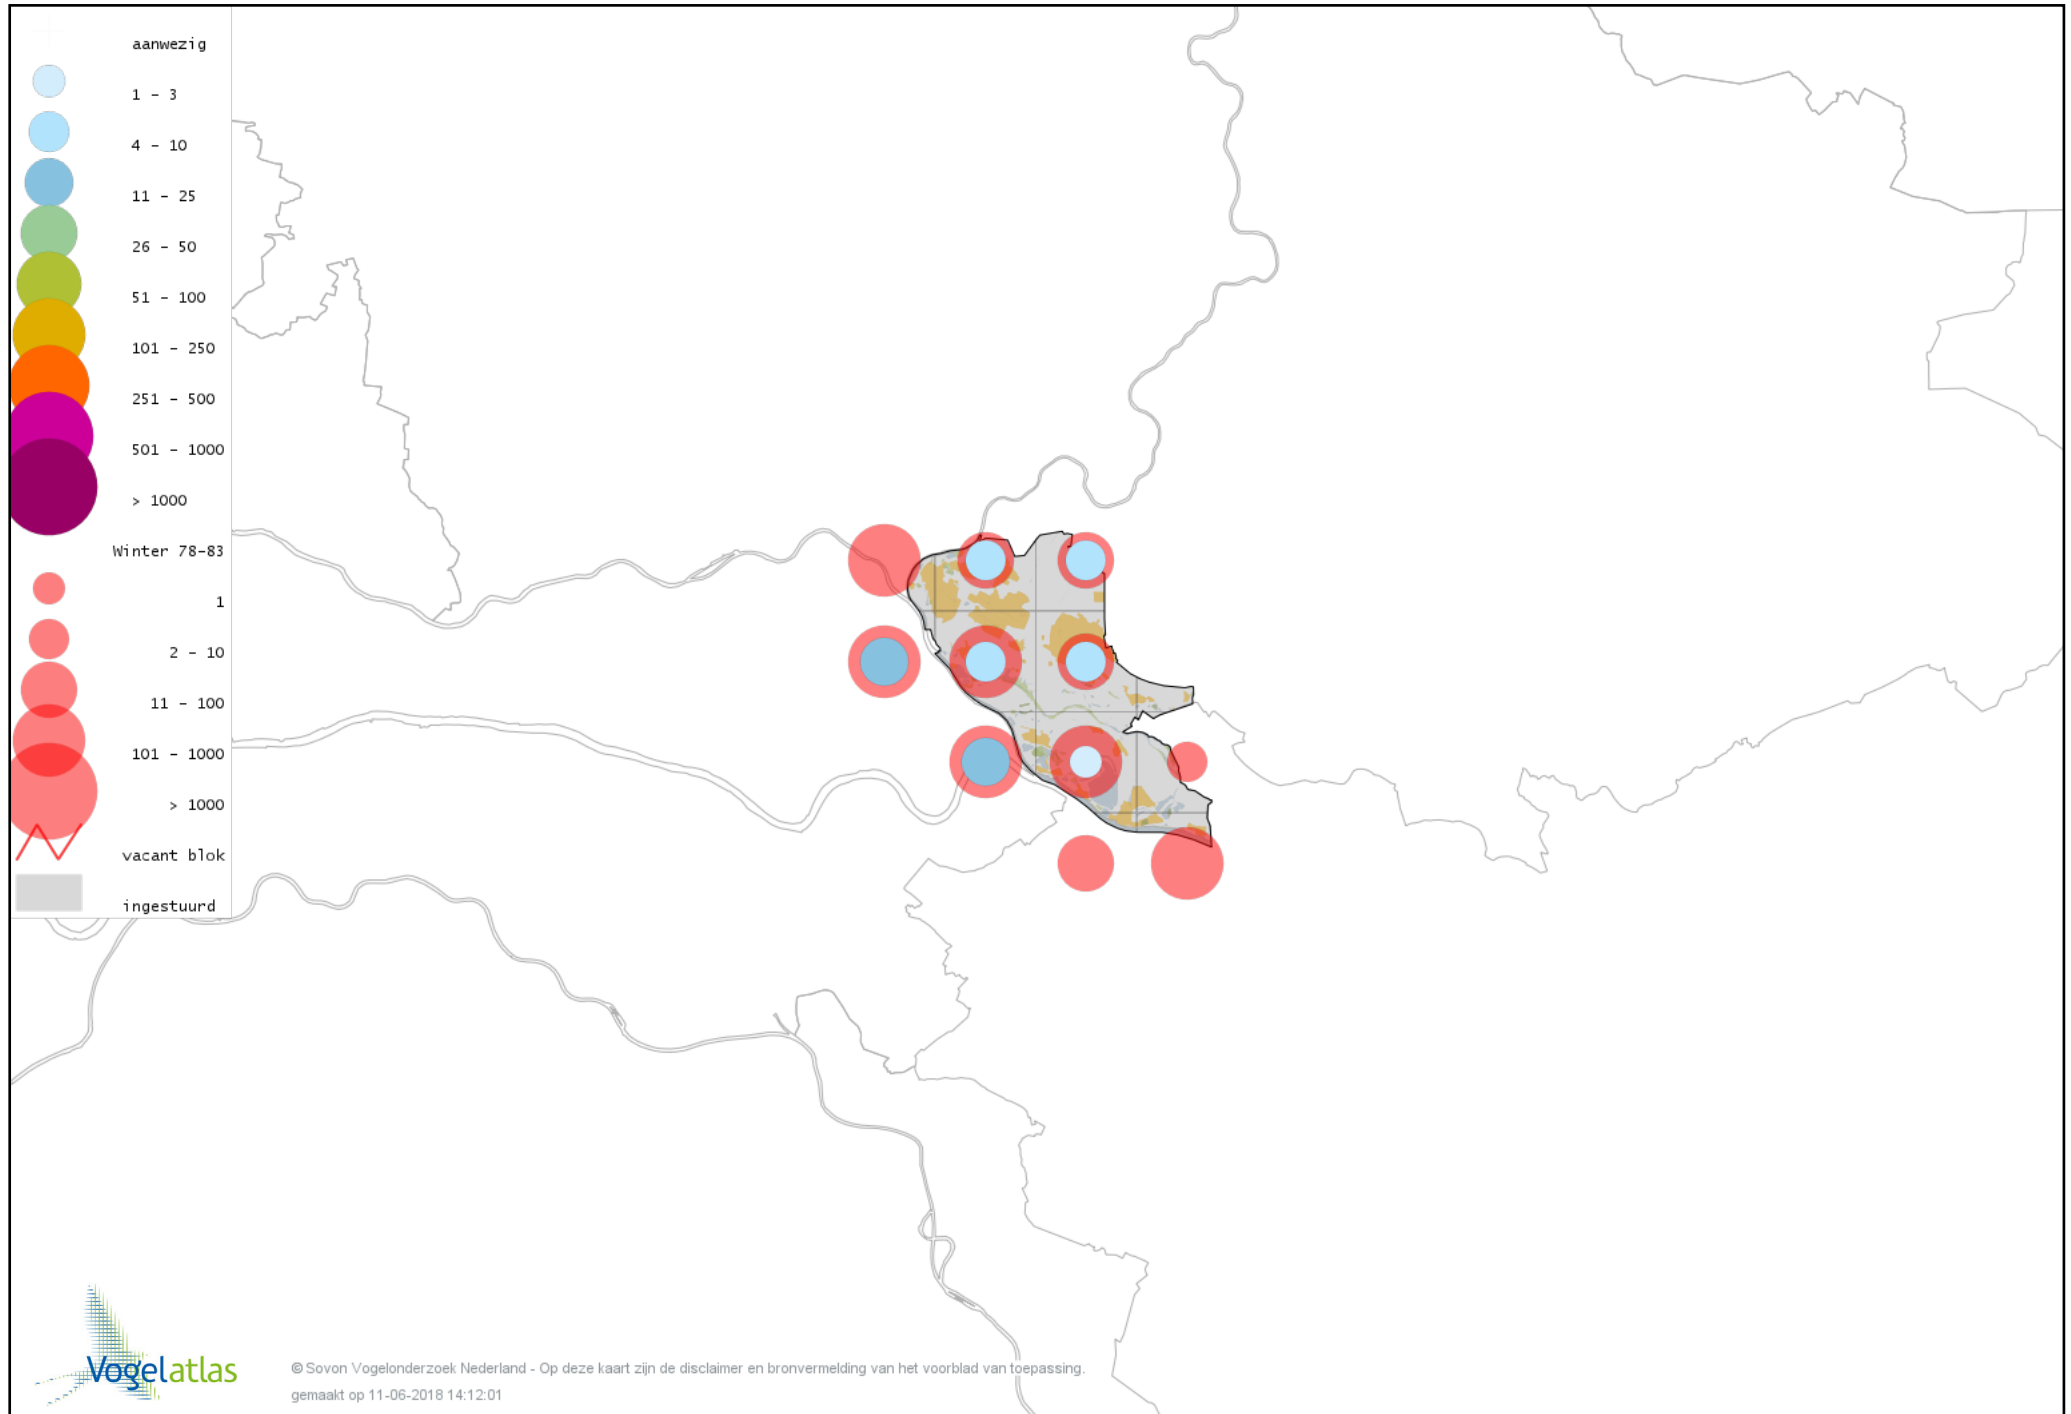 aanwezig
1 - 3
4 - 10
11 - 25
26 - 50
51 - 100
101 - 250
251 - 500
501 - 1000
> 1000
Winter 78-83
1
2 - 10
11 - 100
101 - 1000
> 1000
vacant blok
ingestuurd
Vogelatlas
© Sovon Vogelonderzoek Nederland - Op deze kaart zijn de disclaimer en bronvermelding van het voorblad van toepassing.
gemaakt op 11-06-2018 14:12:01